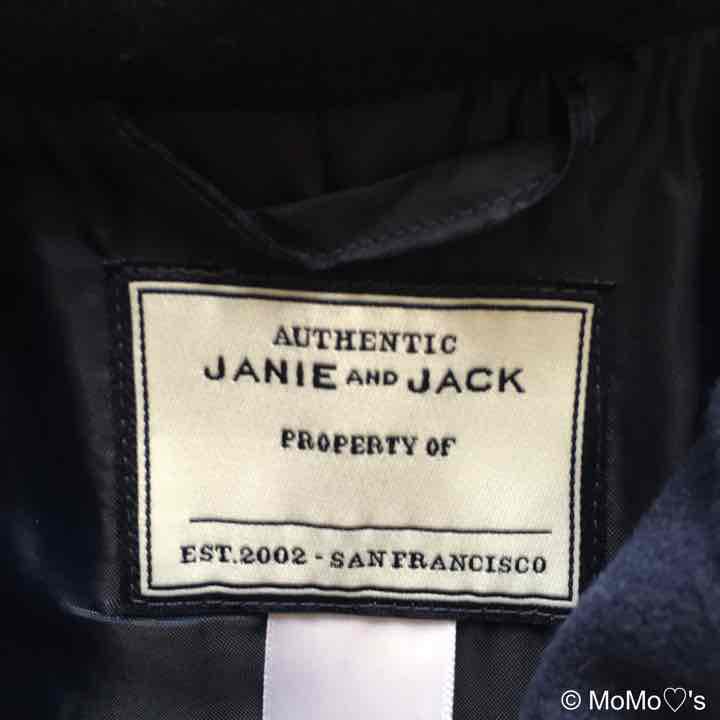 AUTHENTIC
JANIE AND JACK
PROPERTY OF
EST.2002 - SAN FRANCISCO
© MoMo♡'s